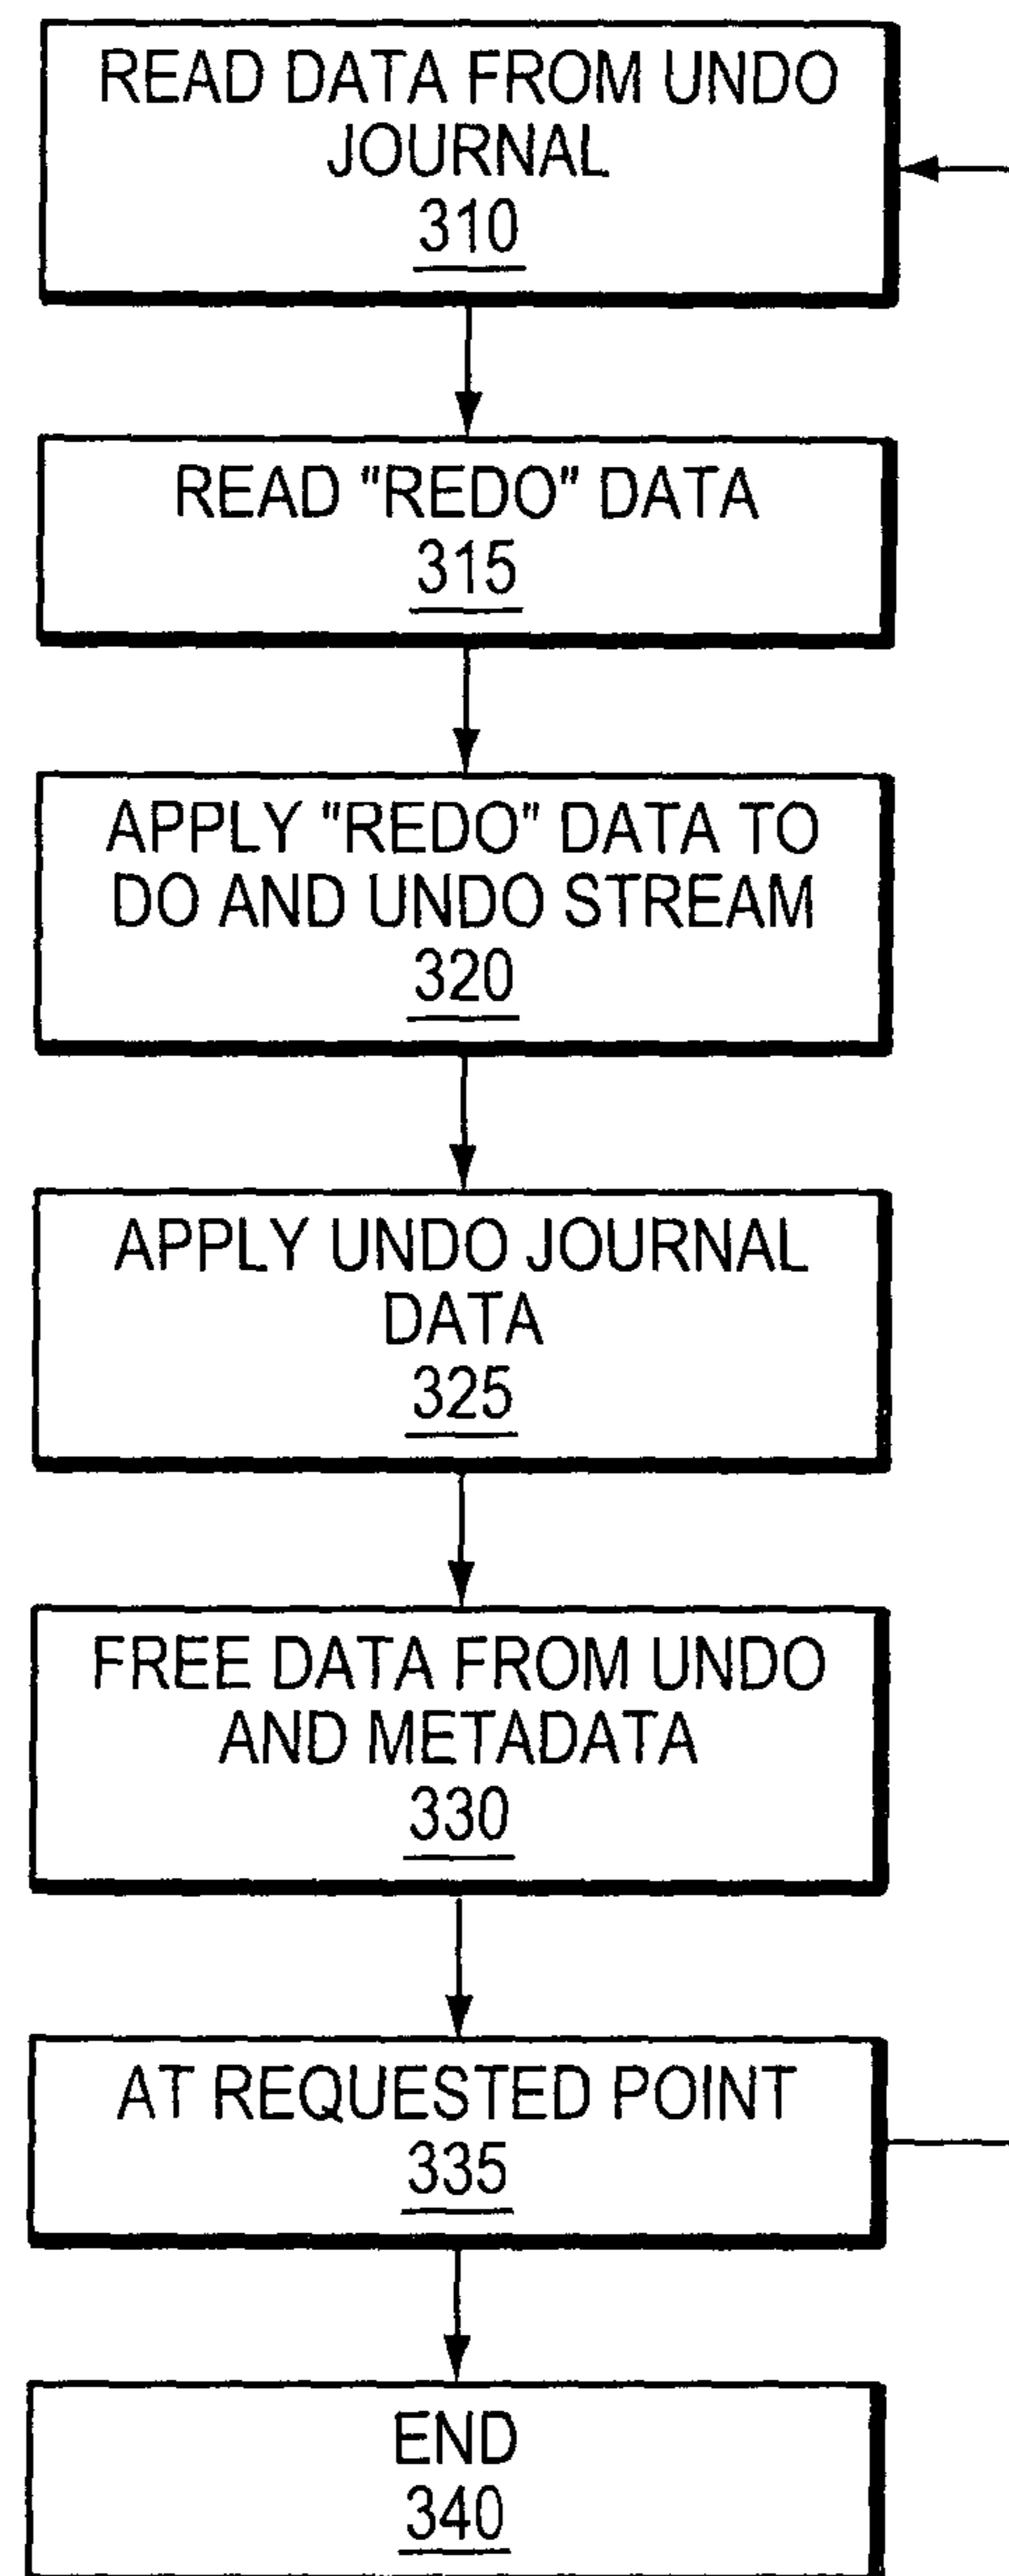 READ DATA FROM UNDO
JOURNAL
310
READ "REDO" DATA
315
APPLY "REDO" DATA TO
DO AND UNDO STREAM
320
APPLY UNDO JOURNAL
DATA
325
FREE DATA FROM UNDO
AND METADATA
330
AT REQUESTED POINT
335
END
340